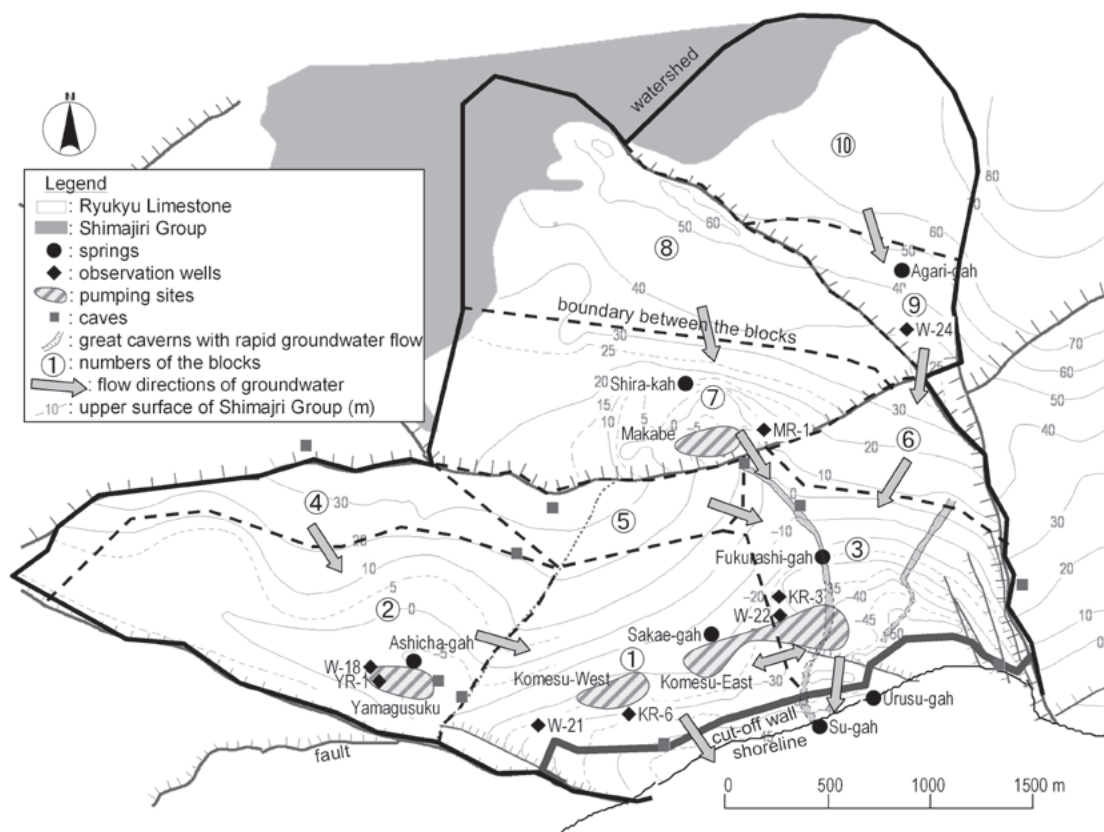 N
Legend
: Ryukyu Limestone
: Shimajiri Group
: springs
: observation wells
: pumping sites
: caves
: great caverns with rapid groundwater flow
① : numbers of the blocks
: flow directions of groundwater
10 : upper surface of Shimajri Group (m)
watershed
⑩
80
70
60
50
60
⑧
50
40
Agari-gah
40
⑨
W-24
boundary between the blocks
30
25
25
70
60
50
30
20
15
10
5
0
-5
Shira-kah
⑦
Makabe
MR-1
20
⑥
40
10
0
-10
④
30
⑤
20
30
10
5
0
Fukurashi-gah
③
20
②
-20
KR-3
W-22
-35
-40
-45
-50
10
0
Ashicha-gah
-5
Sakae-gah
①
W-18
YR-1
Yamagusuku
Komesu-West
Komesu-East
-30
Urusu-gah
W-21
KR-6
cut-off wall
shoreline
Su-gah
fault
0
500
1000
1500 m